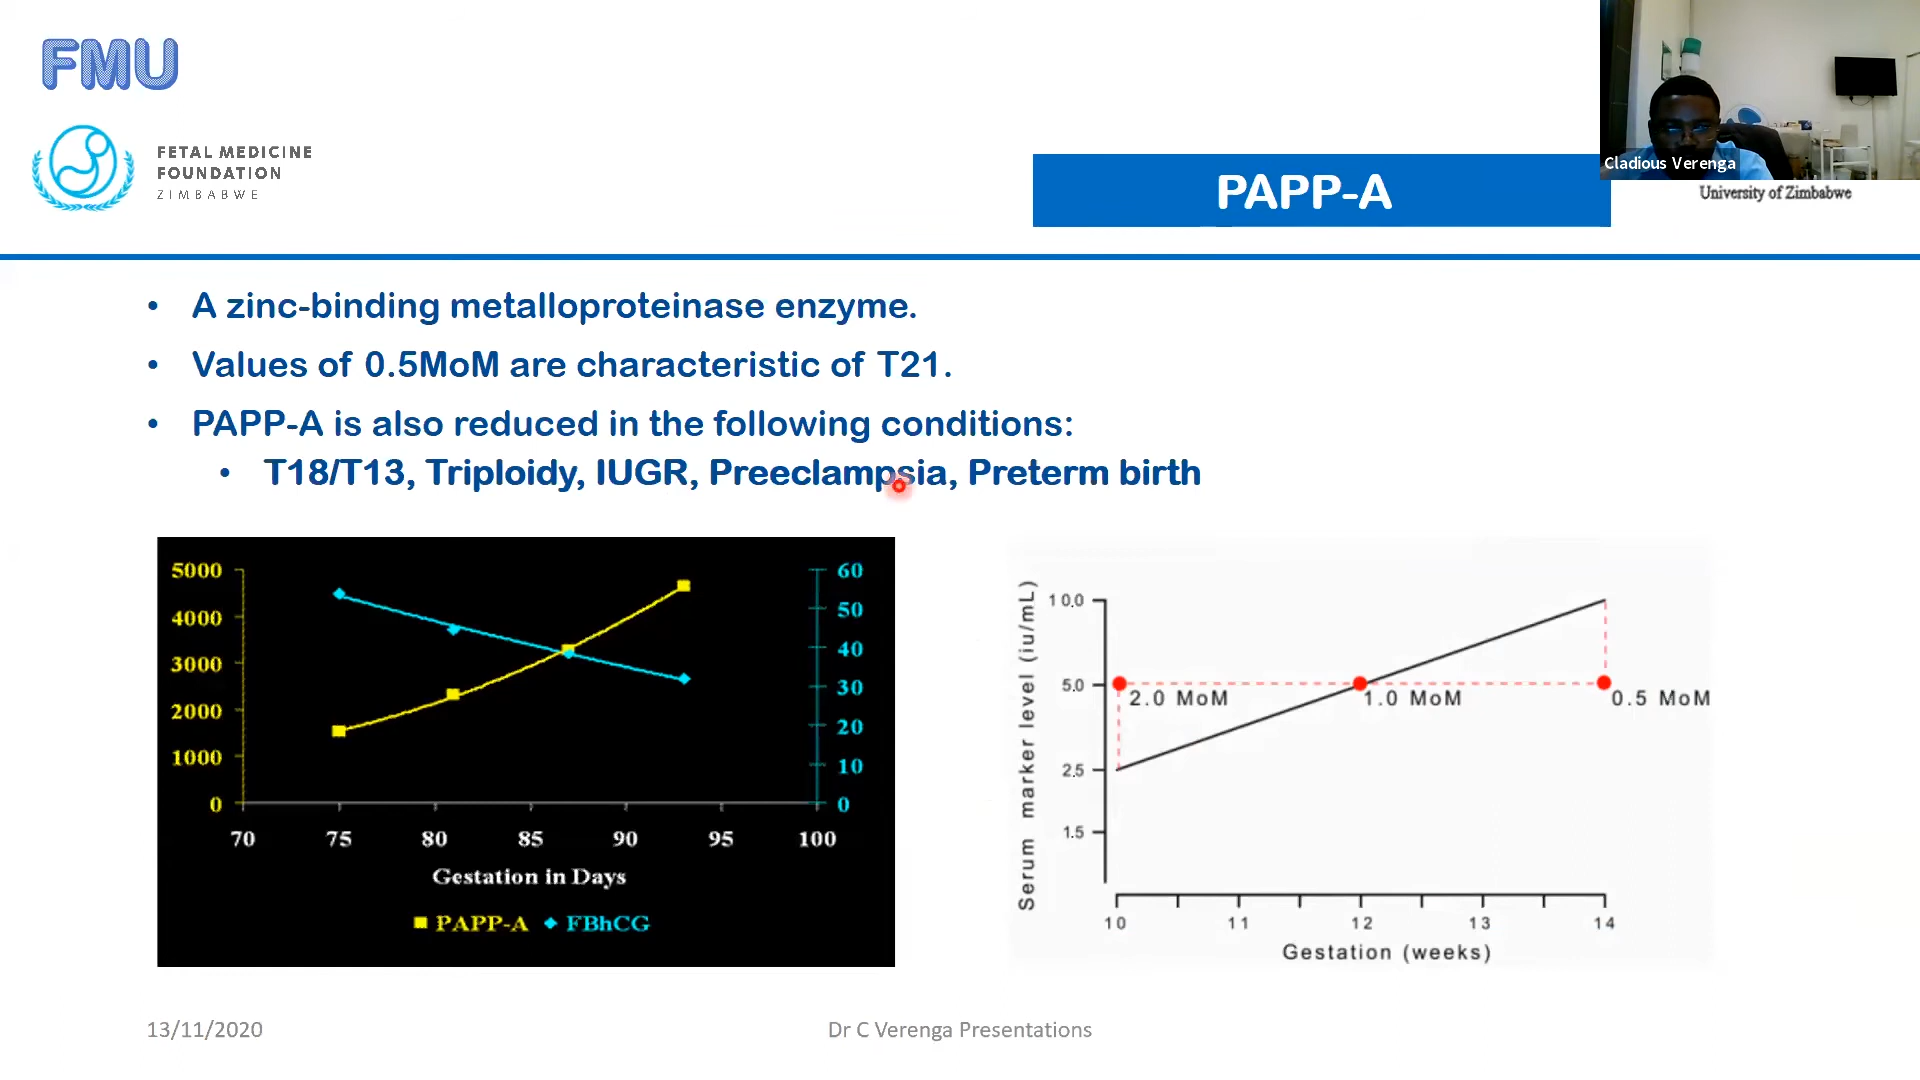 FMU
FETAL MEDICINE
FOUNDATION
ZIMBABWE
PAPP-A
Cladious Verenga
University of Zimbabwe
• A zinc-binding metalloproteinase enzyme.
• Values of 0.5MoM are characteristic of T21.
• PAPP-A is also reduced in the following conditions:
• T18/T13, Triploidy, IUGR, Preeclampsia, Preterm birth
5000
4000
3000
2000
1000
0
60
50
40
30
20
10
0
70 75 80 85 90 95 100
Gestation in Days
PAPP-A FBhCG
Serum marker level (iu/mL)
10.0
5.0
2.5
1.5
2.0 MoM 1.0 MoM 0.5 MoM
10 11 12 13 14
Gestation (weeks)
13/11/2020
Dr C Verenga Presentations